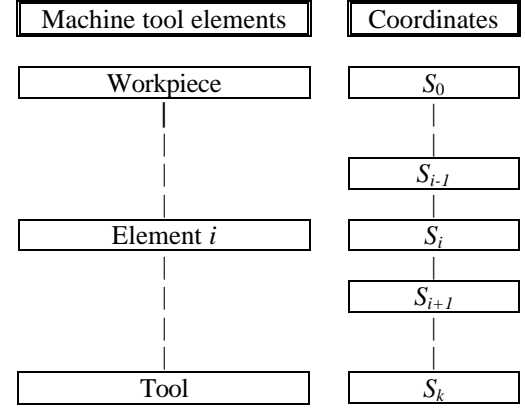 Machine tool elements Coordinates
Workpiece S₀
Sᵢ₋₁
Element i Sᵢ
Sᵢ₊₁
Tool Sₖ